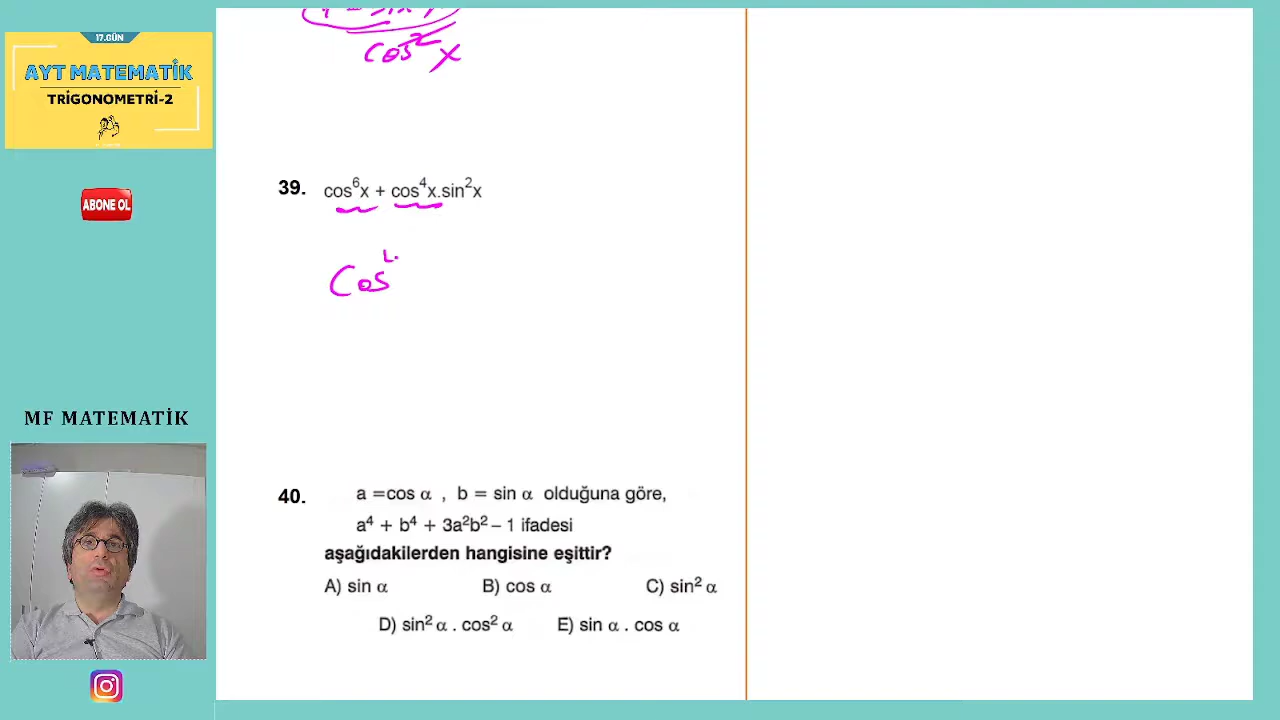 17.GÜN
AYT MATEMATİK
TRİGONOMETRİ-2
ABONE OL
MF MATEMATİK
cos²x
39. cos⁶x + cos⁴x.sin²x
Cos⁴
40. a =cos α , b = sin α olduğuna göre,
a⁴ + b⁴ + 3a²b² – 1 ifadesi
aşağıdakilerden hangisine eşittir?
A) sin α B) cos α C) sin² α
D) sin² α . cos² α E) sin α . cos α